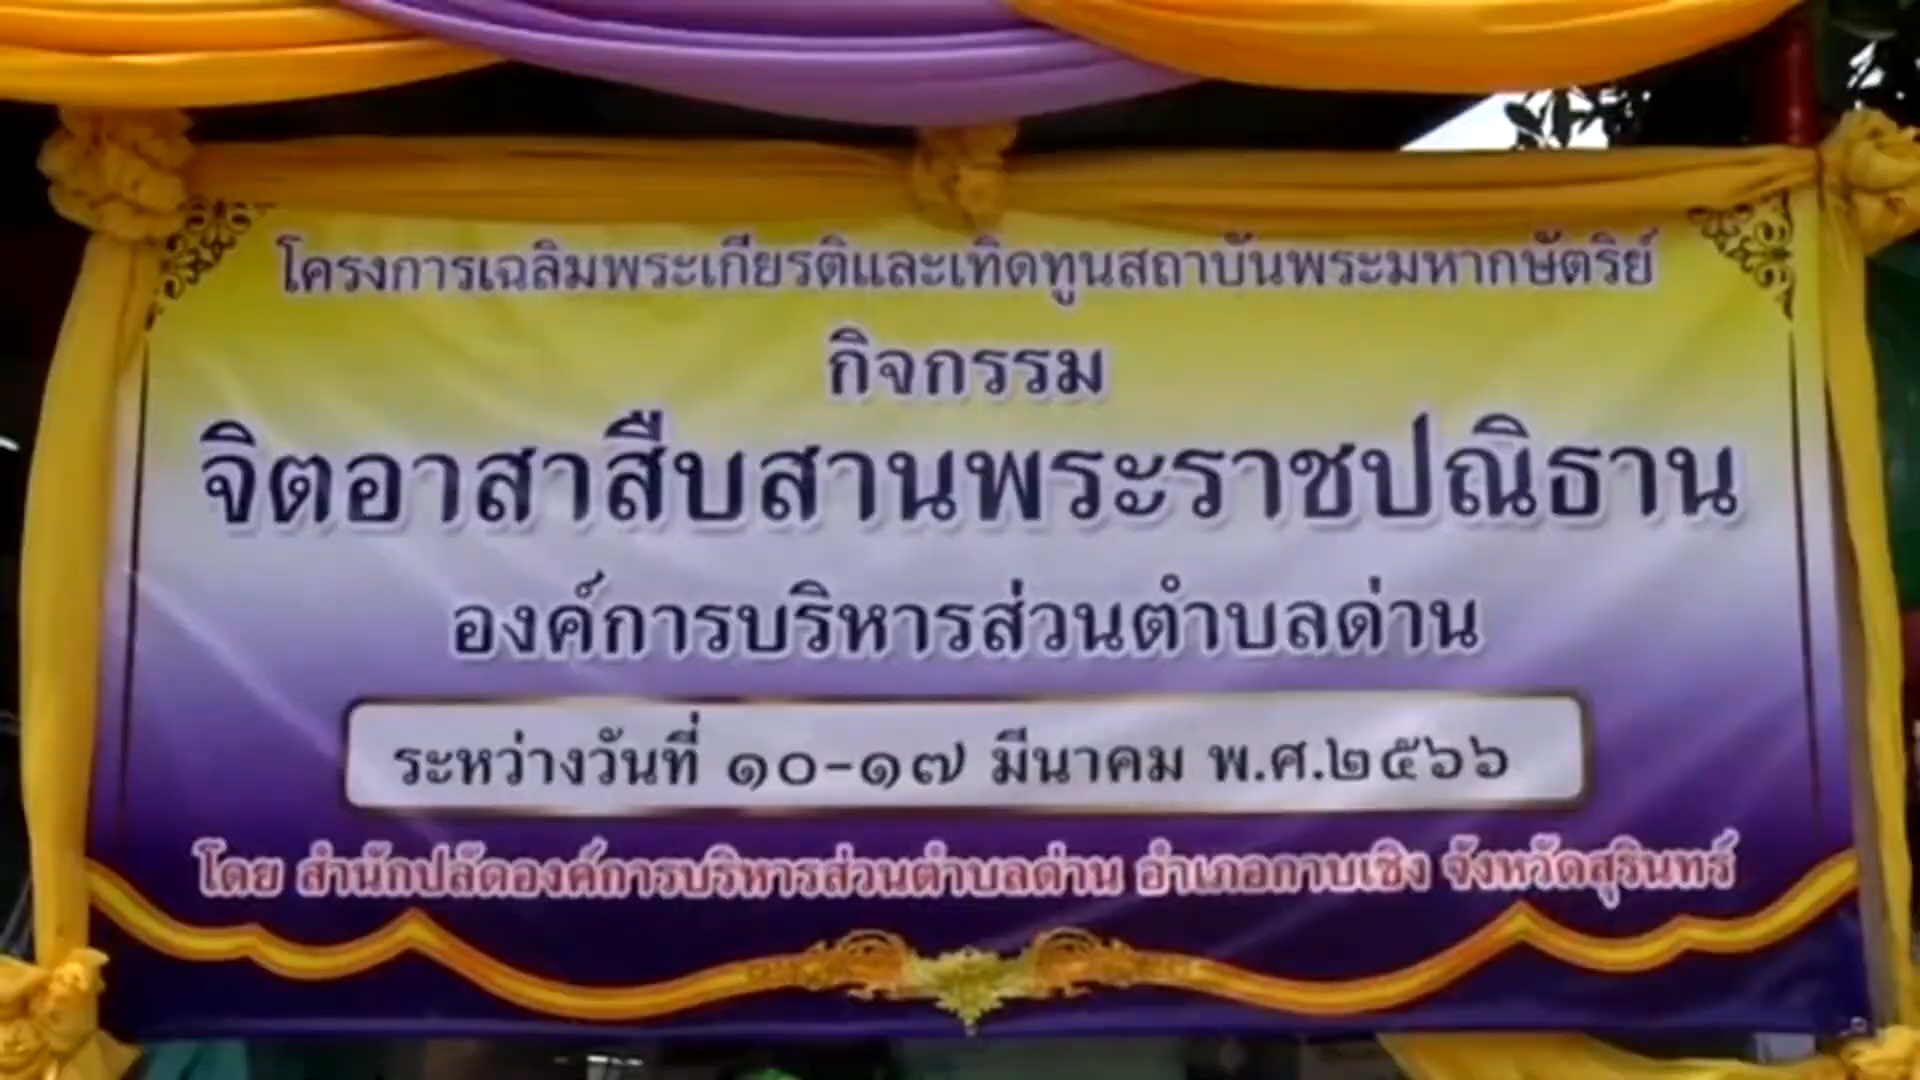 โครงการเฉลิมพระเกียรติและเทิดทูนสถาบันพระมหากษัตริย์
กิจกรรม
จิตอาสาสืบสานพระราชปณิธาน
องค์การบริหารส่วนตำบลด่าน
ระหว่างวันที่ ๑๐-๑๗ มีนาคม พ.ศ.๒๕๖๖
โดย สำนักปลัดองค์การบริหารส่วนตำบลด่าน อำเภอกาบเชิง จังหวัดสุรินทร์